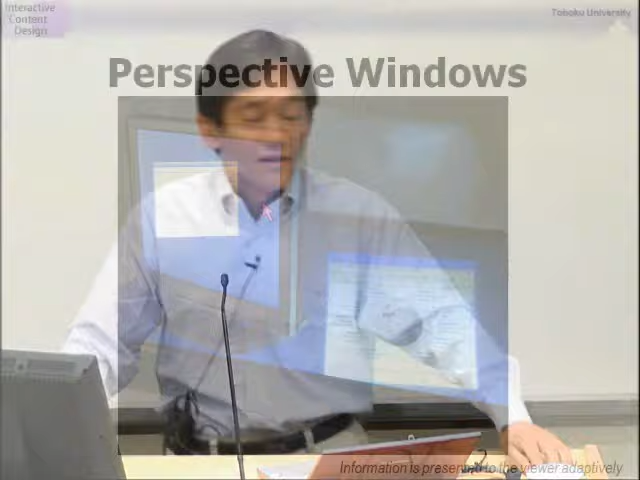 Interactive
Content
Design
Tohoku University
Perspective Windows
Information is presented to the viewer adaptively